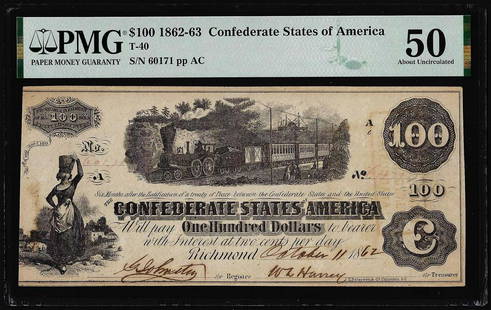 PMG
PAPER MONEY GUARANTY
$100 1862-63 Confederate States of America
T-40
S/N 60171 pp AC
50
About Uncirculated
100
No.
A
A
100
No
100
Six Months after the Ratification of a treaty of Peace between the Confederate States and the United States
THE
CONFEDERATE STATES AMERICA
Will pay One Hundred Dollars to bearer
with Interest at two cents per day.
Richmond October 11 1862
C
for Register
for Treasurer